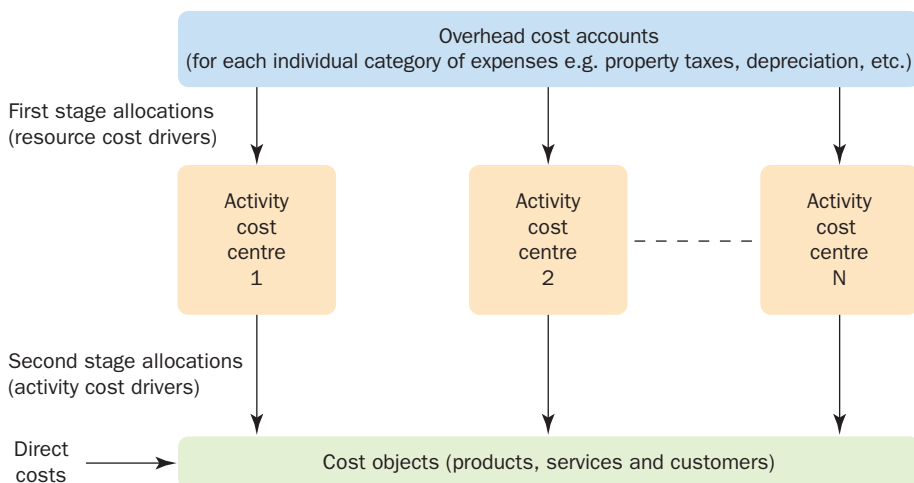 Overhead cost accounts
(for each individual category of expenses e.g. property taxes, depreciation, etc.)
First stage allocations
(resource cost drivers)
Activity
cost
centre
1
Activity
cost
centre
2
Activity
cost
centre
N
Second stage allocations
(activity cost drivers)
Direct
costs
Cost objects (products, services and customers)